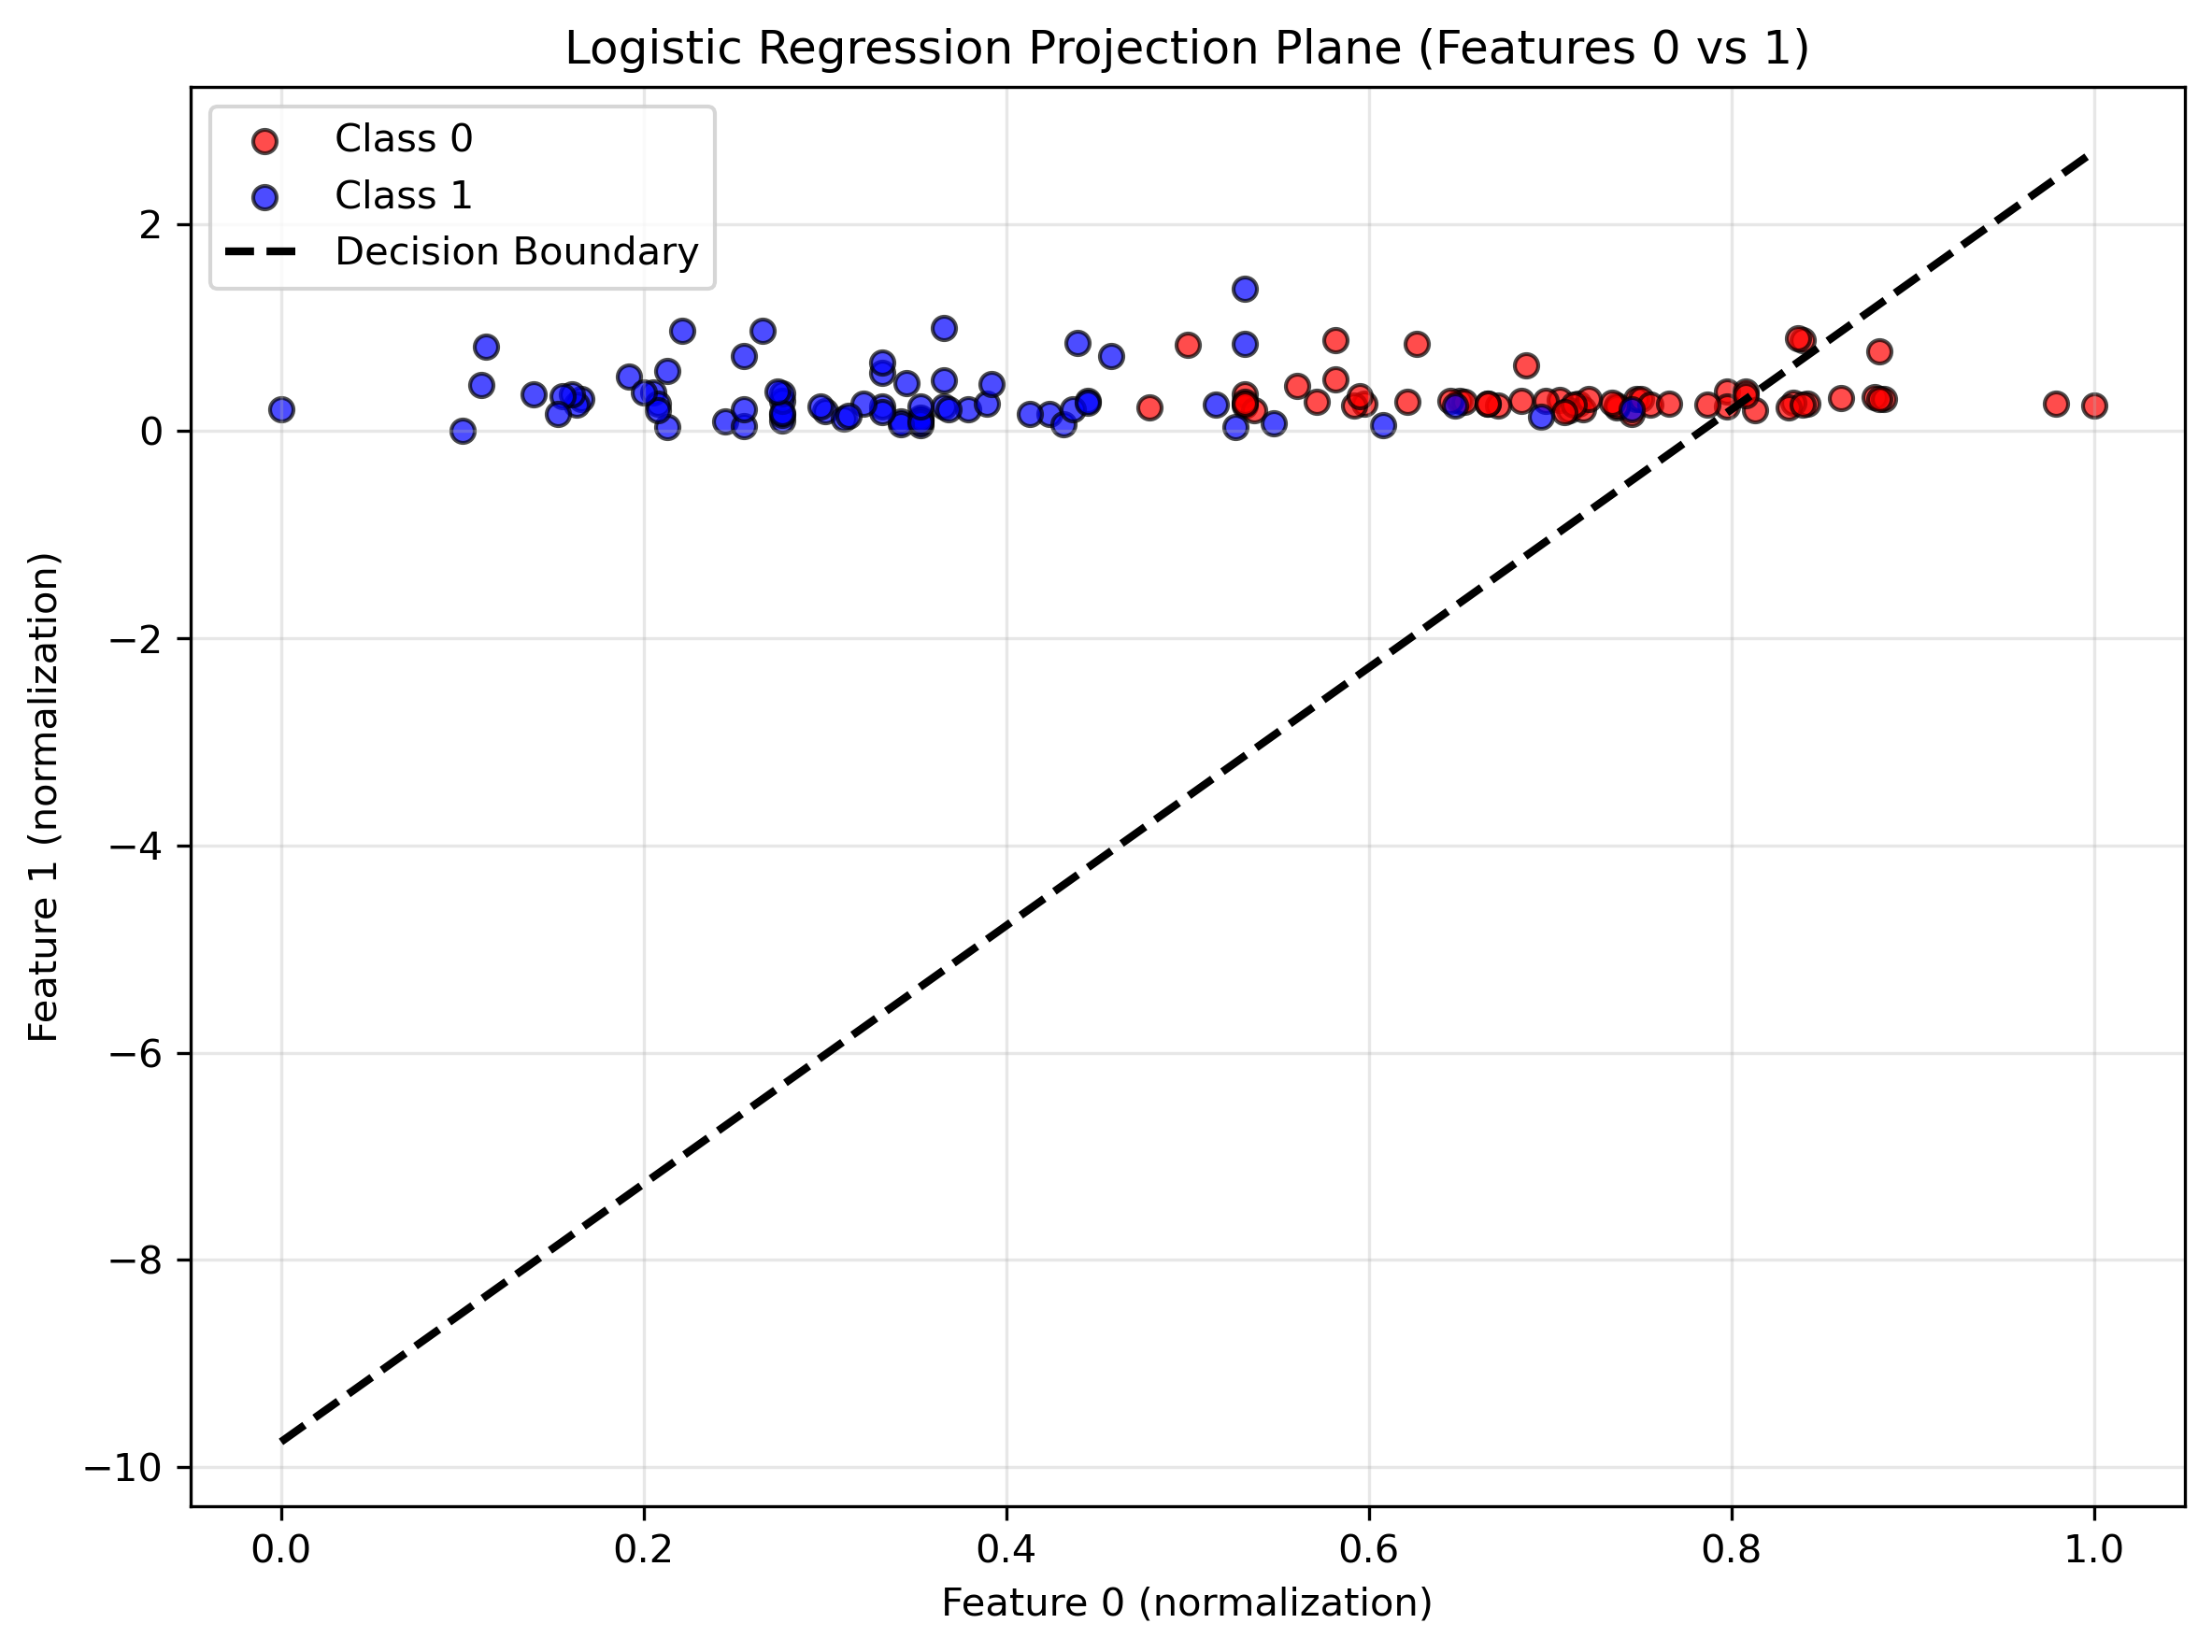 Logistic Regression Projection Plane (Features 0 vs 1)
Class 0
Class 1
Decision Boundary
2
0
−2
−4
−6
−8
−10
Feature 1 (normalization)
0.0 0.2 0.4 0.6 0.8 1.0
Feature 0 (normalization)